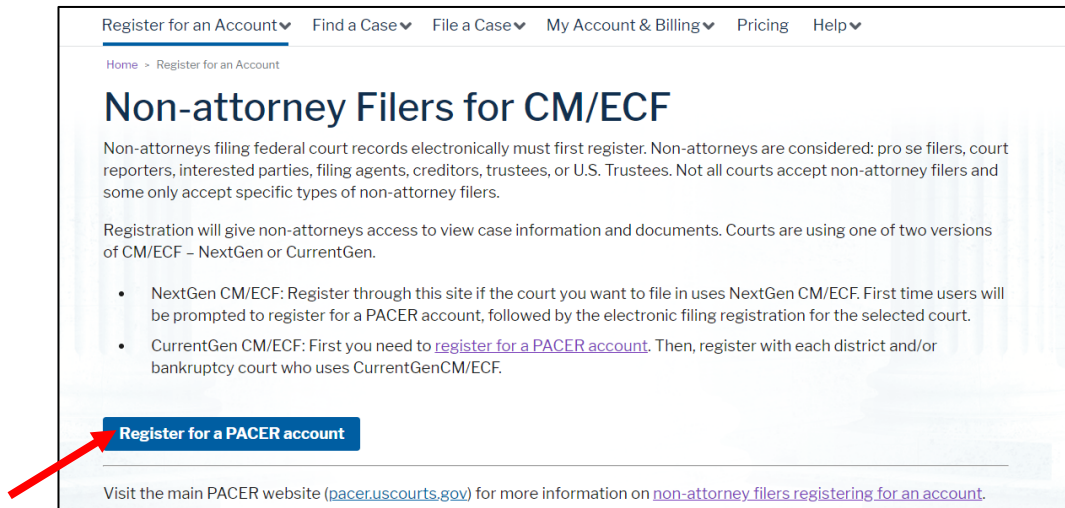 Register for an Account Find a Case File a Case My Account & Billing Pricing Help
Home > Register for an Account
Non-attorney Filers for CM/ECF
Non-attorneys filing federal court records electronically must first register. Non-attorneys are considered: pro se filers, court
reporters, interested parties, filing agents, creditors, trustees, or U.S. Trustees. Not all courts accept non-attorney filers and
some only accept specific types of non-attorney filers.
Registration will give non-attorneys access to view case information and documents. Courts are using one of two versions
of CM/ECF – NextGen or CurrentGen.
• NextGen CM/ECF: Register through this site if the court you want to file in uses NextGen CM/ECF. First time users will
be prompted to register for a PACER account, followed by the electronic filing registration for the selected court.
• CurrentGen CM/ECF: First you need to register for a PACER account. Then, register with each district and/or
bankruptcy court who uses CurrentGenCM/ECF.
Register for a PACER account
Visit the main PACER website (pacer.uscourts.gov) for more information on non-attorney filers registering for an account.